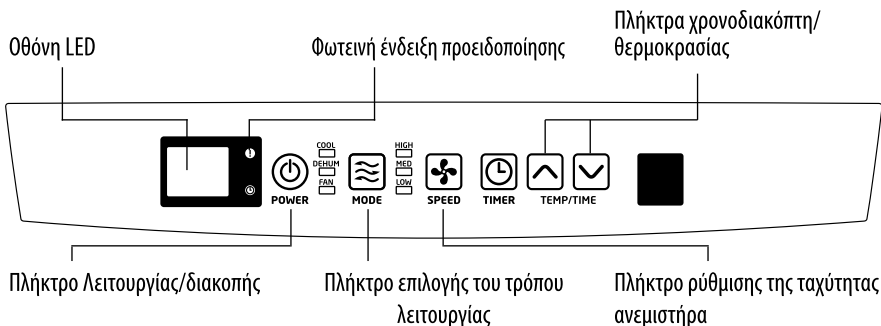 Πλήκτρα χρονοδιακόπτη/
θερμοκρασίας
Οθόνη LED
Φωτεινή ένδειξη προειδοποίησης
COOL
DEHUM
FAN
HIGH
MED
LOW
POWER
MODE
SPEED
TIMER
TEMP/TIME
Πλήκτρο Λειτουργίας/διακοπής
Πλήκτρο επιλογής του τρόπου
λειτουργίας
Πλήκτρο ρύθμισης της ταχύτητας
ανεμιστήρα